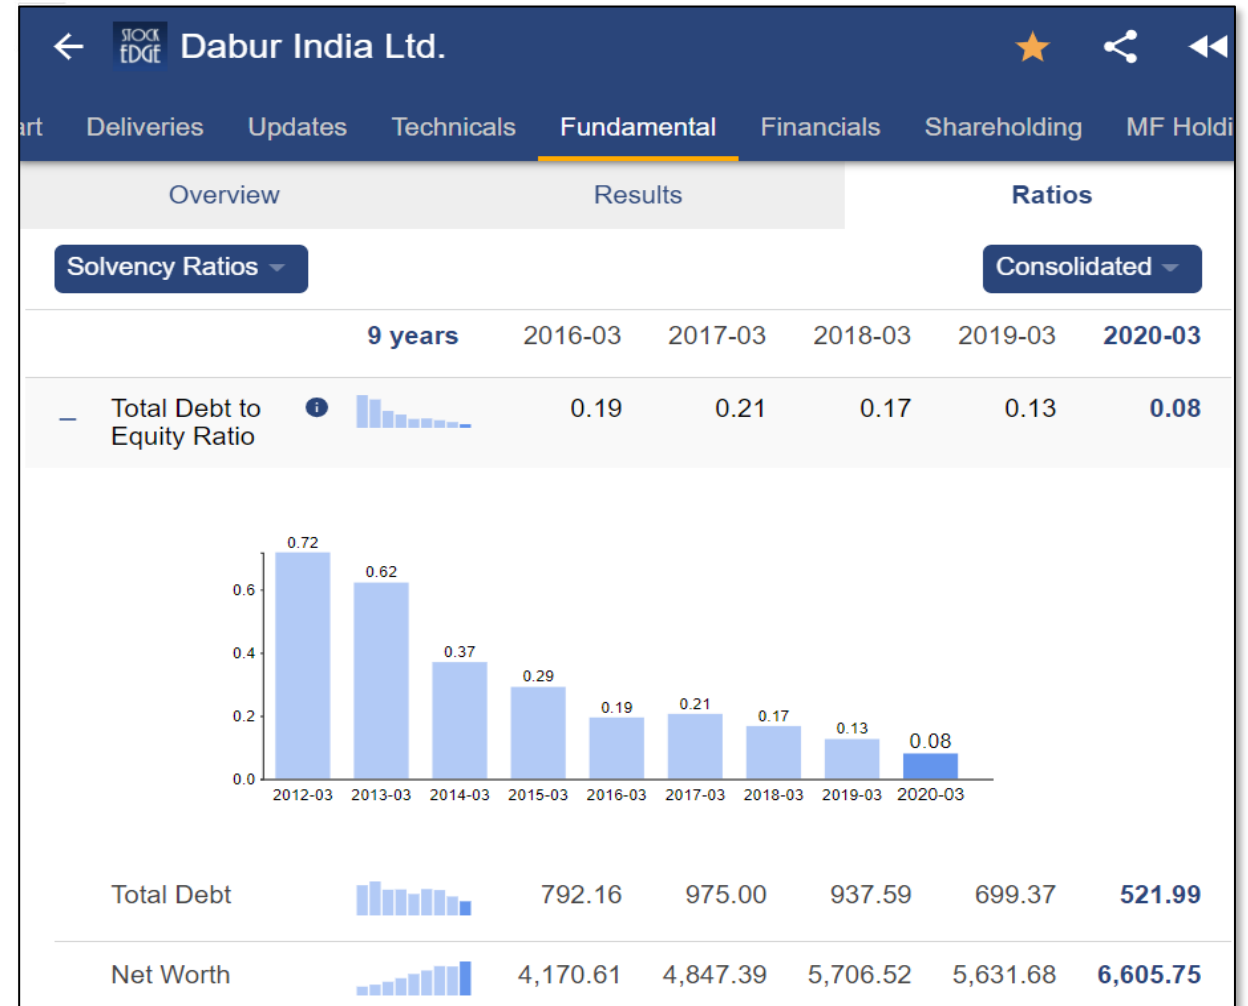 STOCK EDGE Dabur India Ltd.
art Deliveries Updates Technicals Fundamental Financials Shareholding MF Holdi
Overview Results Ratios
Solvency Ratios Consolidated
9 years 2016-03 2017-03 2018-03 2019-03 2020-03
Total Debt to Equity Ratio 0.19 0.21 0.17 0.13 0.08
0.72
0.62
0.6
0.4
0.37
0.29
0.2
0.19
0.21
0.17
0.13
0.08
0.0
2012-03 2013-03 2014-03 2015-03 2016-03 2017-03 2018-03 2019-03 2020-03
Total Debt 792.16 975.00 937.59 699.37 521.99
Net Worth 4,170.61 4,847.39 5,706.52 5,631.68 6,605.75